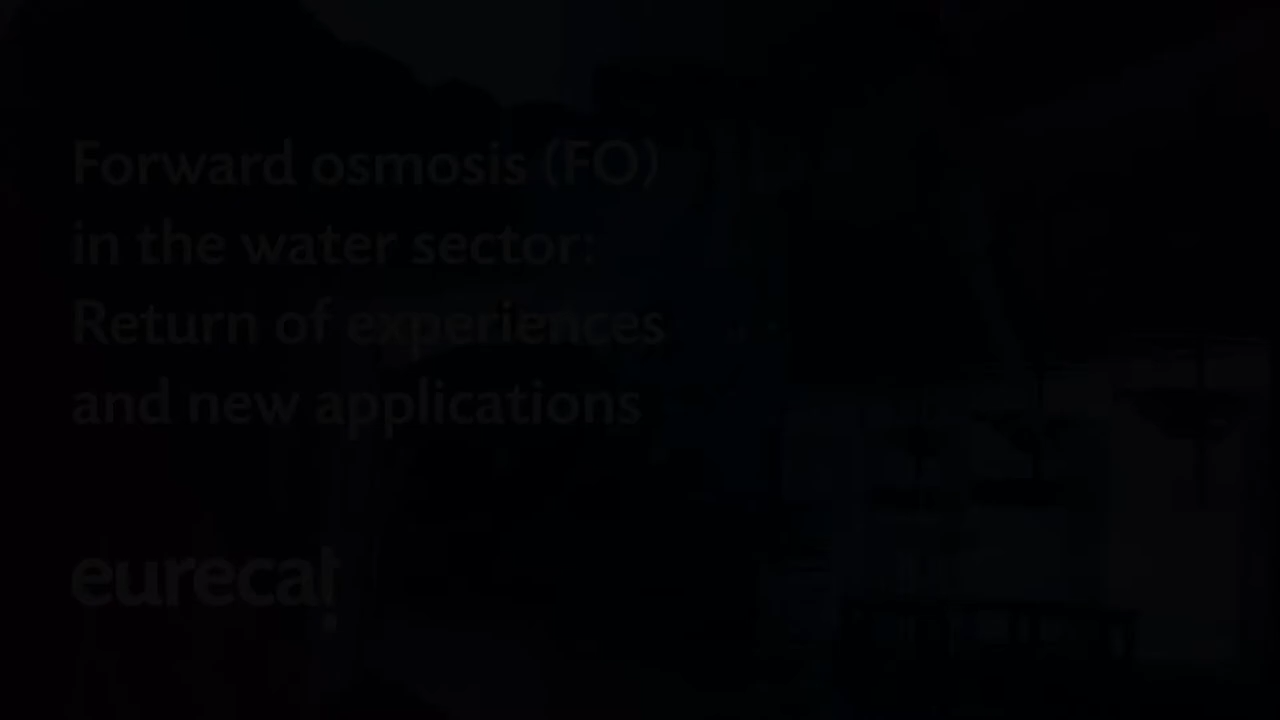 Forward osmosis (FO)
in the water sector:
Return of experiences
and new applications
eurecat